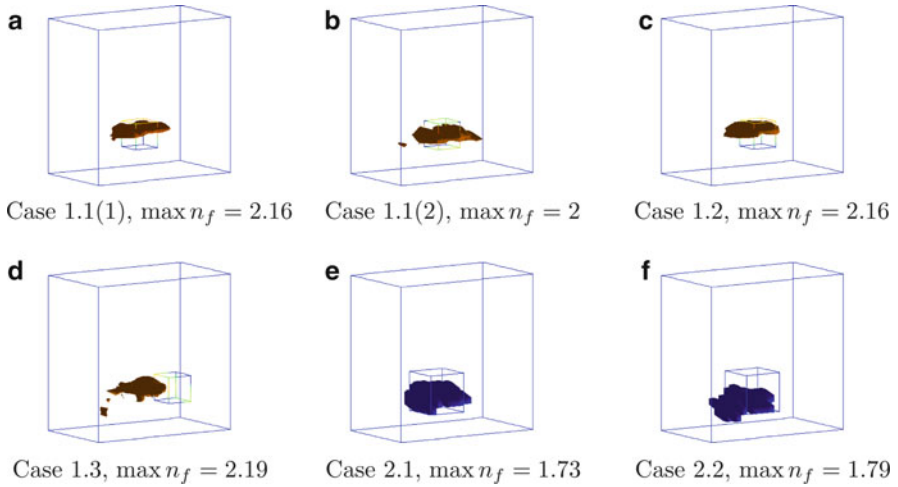 a b c
Case 1.1(1), max n_f = 2.16 Case 1.1(2), max n_f = 2 Case 1.2, max n_f = 2.16
d e f
Case 1.3, max n_f = 2.19 Case 2.1, max n_f = 1.73 Case 2.2, max n_f = 1.79